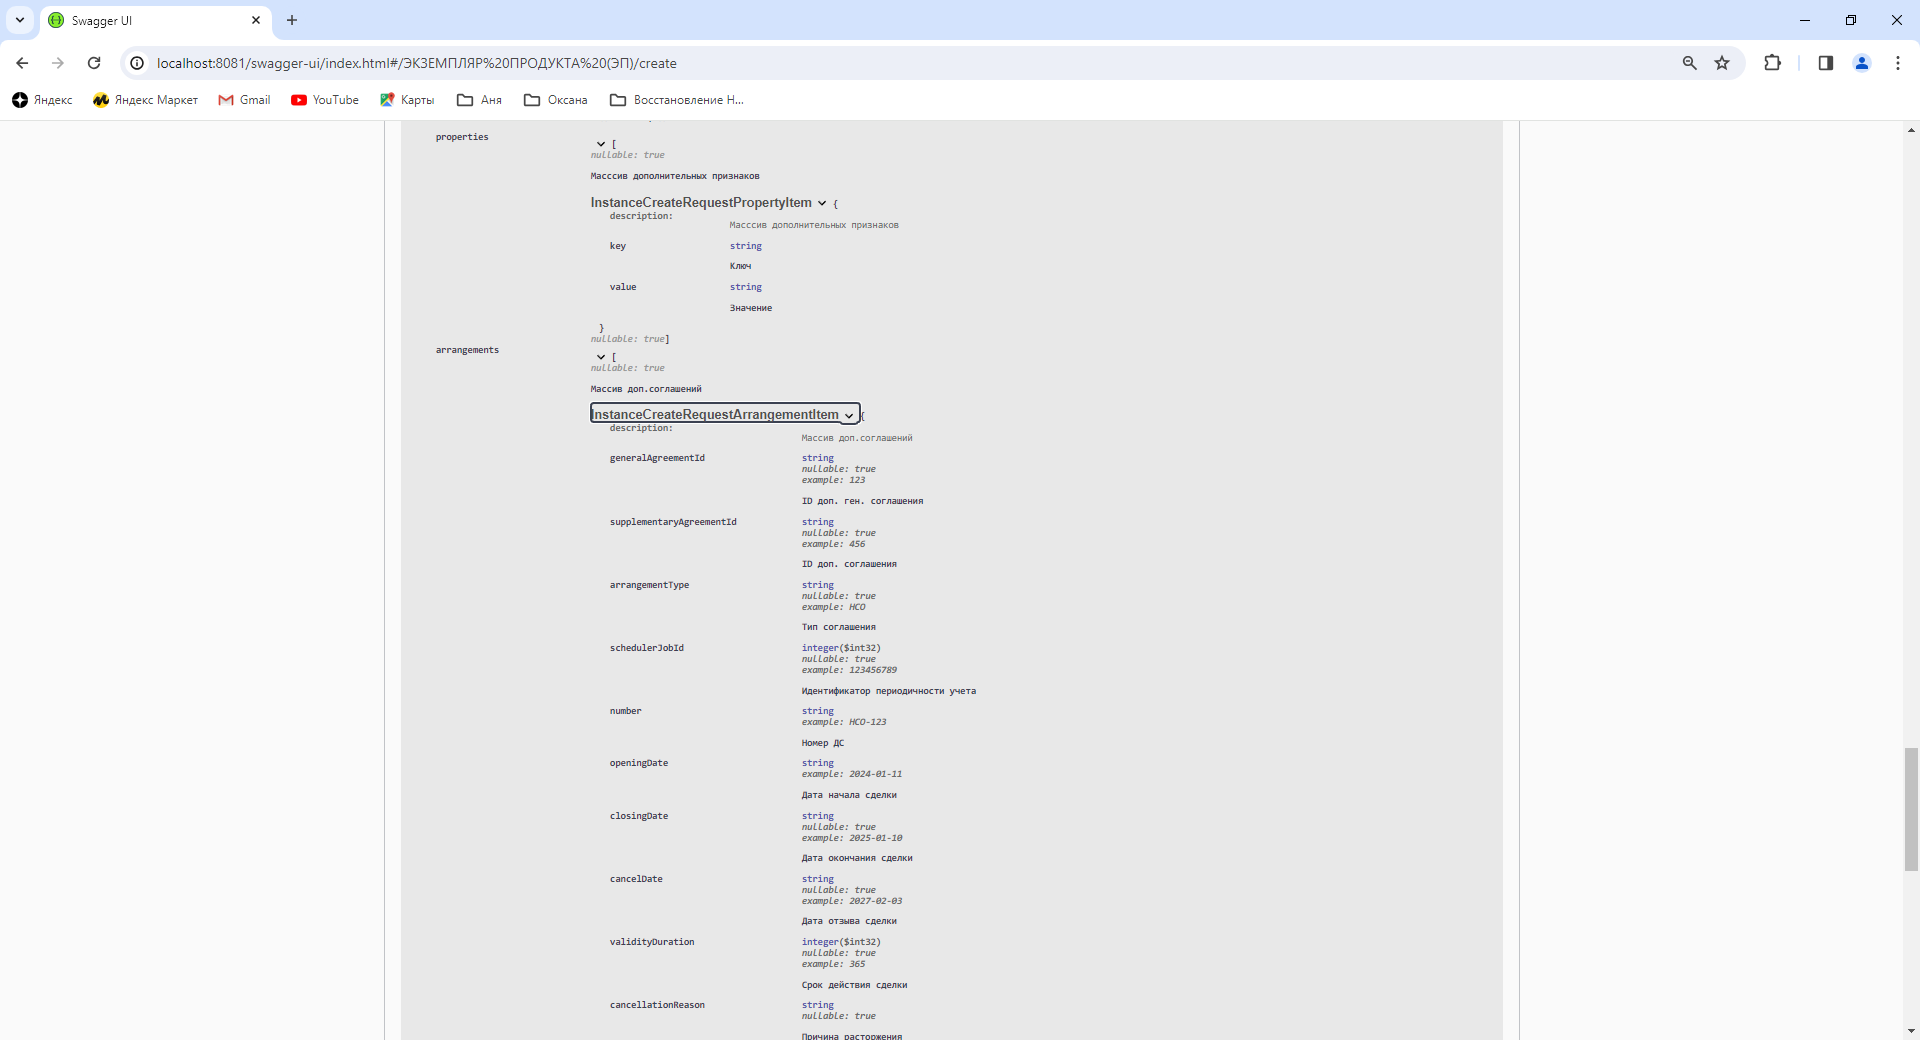 Swagger UI
localhost:8081/swagger-ui/index.html#/ЭКЗЕМПЛЯР%20ПРОДУКТА%20(ЭП)/create
Яндекс Яндекс Маркет Gmail YouTube Карты Аня Оксана Восстановление Н...
properties
[
nullable: true
Масссив дополнительных признаков
InstanceCreateRequestPropertyItem {
description:
Масссив дополнительных признаков
key string
Ключ
value string
Значение
}
nullable: true]
arrangements
[
nullable: true
Массив доп.соглашений
InstanceCreateRequestArrangementItem {
description:
Массив доп.соглашений
generalAgreementId string
nullable: true
example: 123
ID доп. ген. соглашения
supplementaryAgreementId string
nullable: true
example: 456
ID доп. соглашения
arrangementType string
nullable: true
example: НСО
Тип соглашения
schedulerJobId integer($int32)
nullable: true
example: 123456789
Идентификатор периодичности учета
number string
example: НСО-123
Номер ДС
openingDate string
example: 2024-01-11
Дата начала сделки
closingDate string
nullable: true
example: 2025-01-10
Дата окончания сделки
cancelDate string
nullable: true
example: 2027-02-03
Дата отзыва сделки
validityDuration integer($int32)
nullable: true
example: 365
Срок действия сделки
cancellationReason string
nullable: true
Причина расторжения